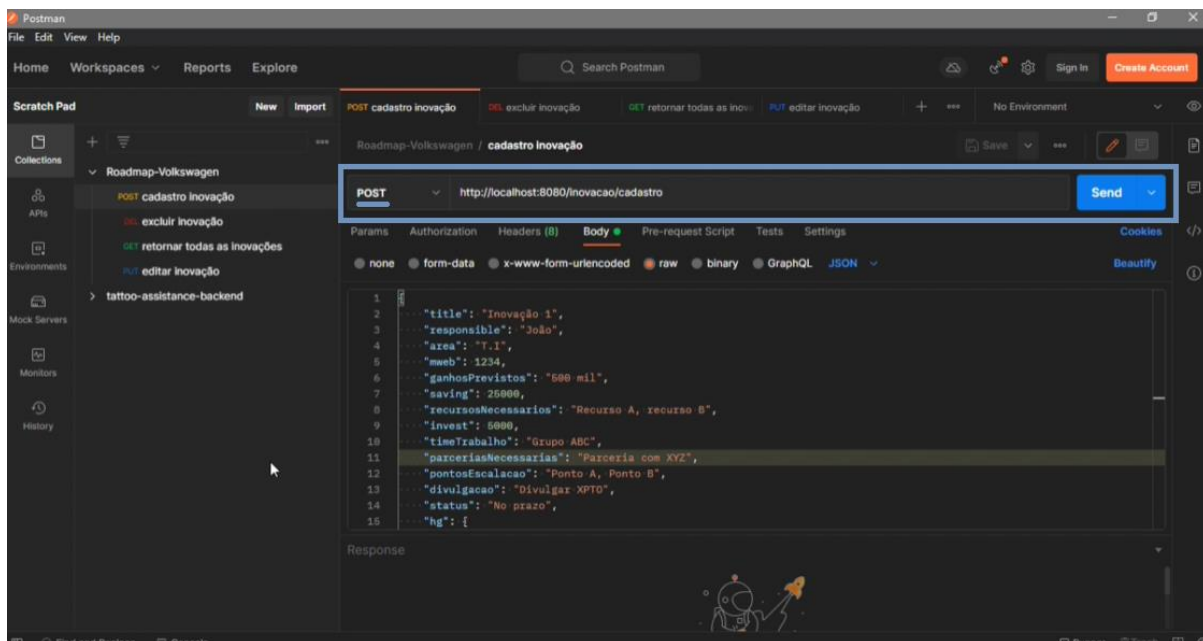 Postman
File Edit View Help
Home Workspaces Reports Explore
Search Postman
Sign In
Create Account
Scratch Pad
New Import
POST cadastro inovação
DEL excluir inovação
GET retornar todas as inov
PUT editar inovação
No Environment
Collections
APIs
Environments
Mock Servers
Monitors
History
Roadmap-Volkswagen
POST cadastro inovação
DEL excluir inovação
GET retornar todas as inovações
PUT editar inovação
tattoo-assistance-backend
Roadmap-Volkswagen / cadastro inovação
Save
POST
http://localhost:8080/inovacao/cadastro
Send
Params Authorization Headers (8) Body Pre-request Script Tests Settings
Cookies
none form-data x-www-form-urlencoded raw binary GraphQL JSON
Beautify
1 {
2 "title": "Inovação 1",
3 "responsible": "João",
4 "area": "T.I",
5 "mweb": 1234,
6 "ganhosPrevistos": "500 mil",
7 "saving": 25000,
8 "recursosNecessarios": "Recurso A, recurso B",
9 "invest": 5000,
10 "timeTrabalho": "Grupo ABC",
11 "parceriasNecessarias": "Parceria com XYZ",
12 "pontosEscalacao": "Ponto A, Ponto B",
13 "divulgacao": "Divulgar XPTO",
14 "status": "No prazo",
15 "hg": {
Response